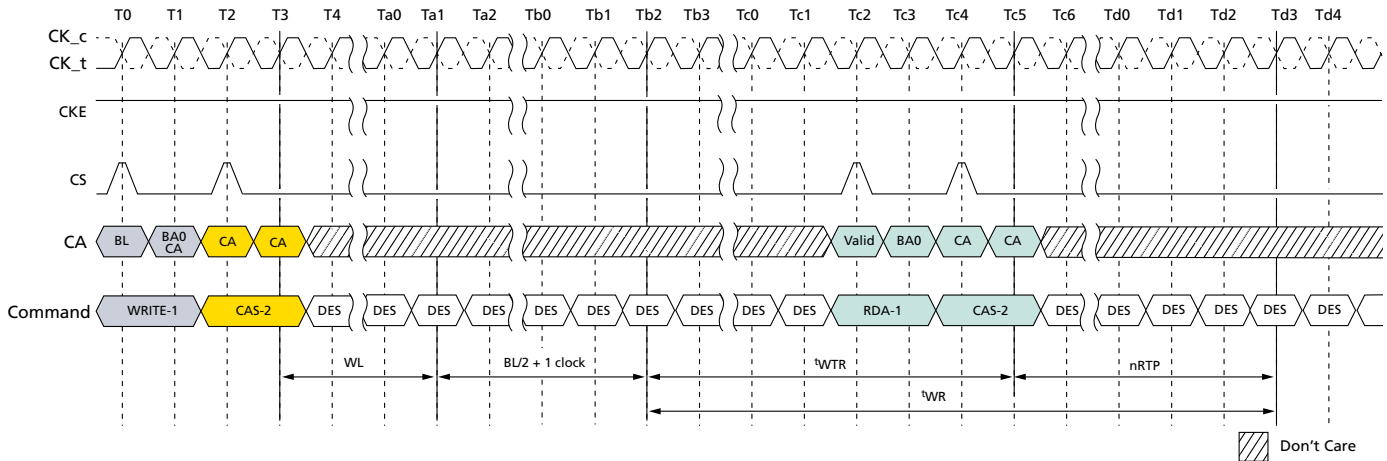 T0 T1 T2 T3 T4 Ta0 Ta1 Ta2 Tb0 Tb1 Tb2 Tb3 Tc0 Tc1 Tc2 Tc3 Tc4 Tc5 Tc6 Td0 Td1 Td2 Td3 Td4
CK_c
CK_t
CKE
CS
CA BL BA0 CA CA CA Valid BA0 CA CA
Command WRITE-1 CAS-2 DES DES DES DES DES DES DES DES DES DES RDA-1 CAS-2 DES DES DES DES DES DES
WL BL/2 + 1 clock tWTR nRTP
tWR
Don't Care